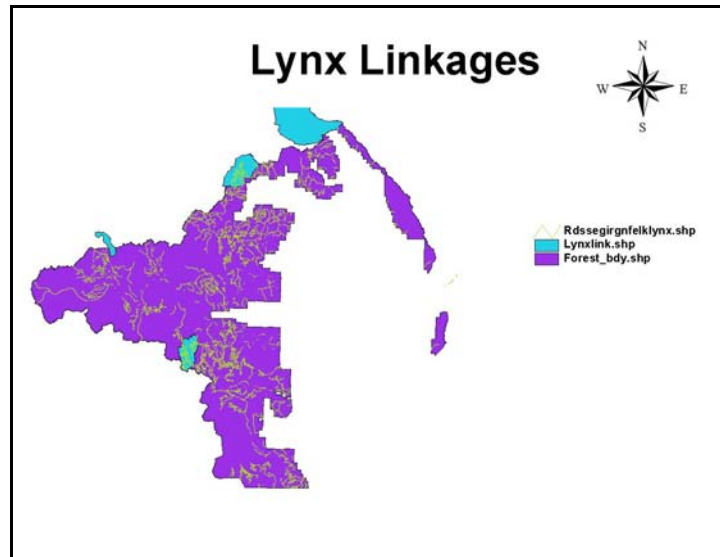 Lynx Linkages
N
W E
S
Rdssegirgnfelklynx.shp
Lynxlink.shp
Forest_bdy.shp